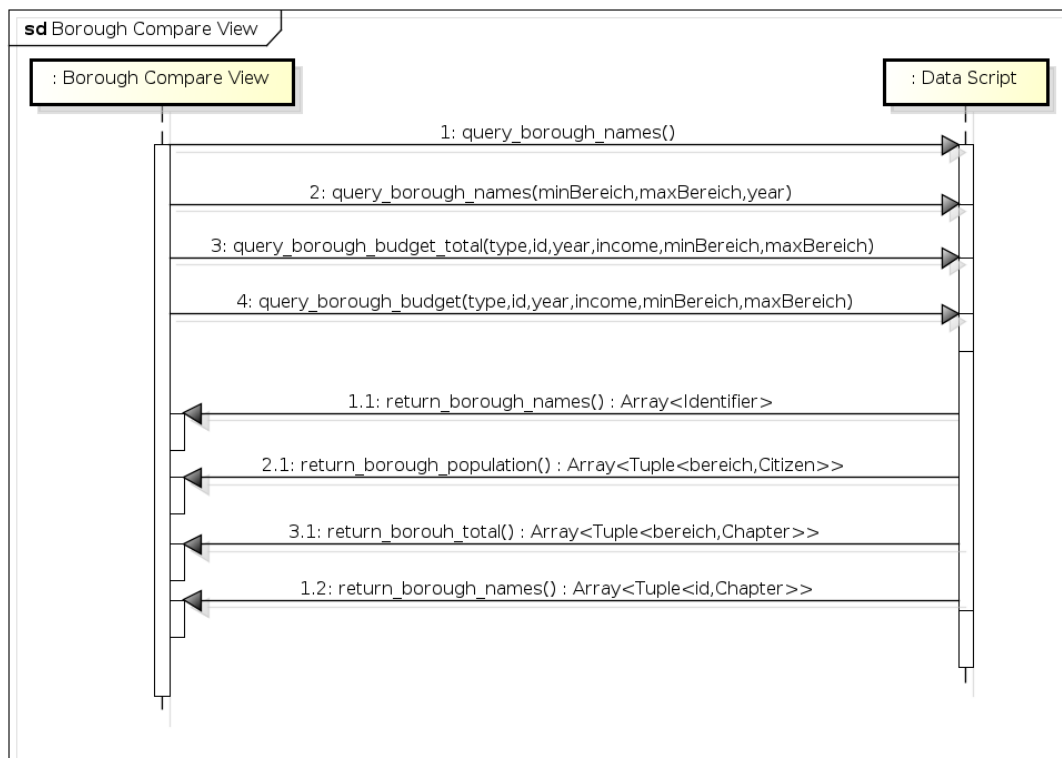 sd Borough Compare View
: Borough Compare View
: Data Script
1: query_borough_names()
2: query_borough_names(minBereich,maxBereich,year)
3: query_borough_budget_total(type,id,year,income,minBereich,maxBereich)
4: query_borough_budget(type,id,year,income,minBereich,maxBereich)
1.1: return_borough_names() : Array<Identifier>
2.1: return_borough_population() : Array<Tuple<bereich,Citizen>>
3.1: return_borouh_total() : Array<Tuple<bereich,Chapter>>
1.2: return_borough_names() : Array<Tuple<id,Chapter>>